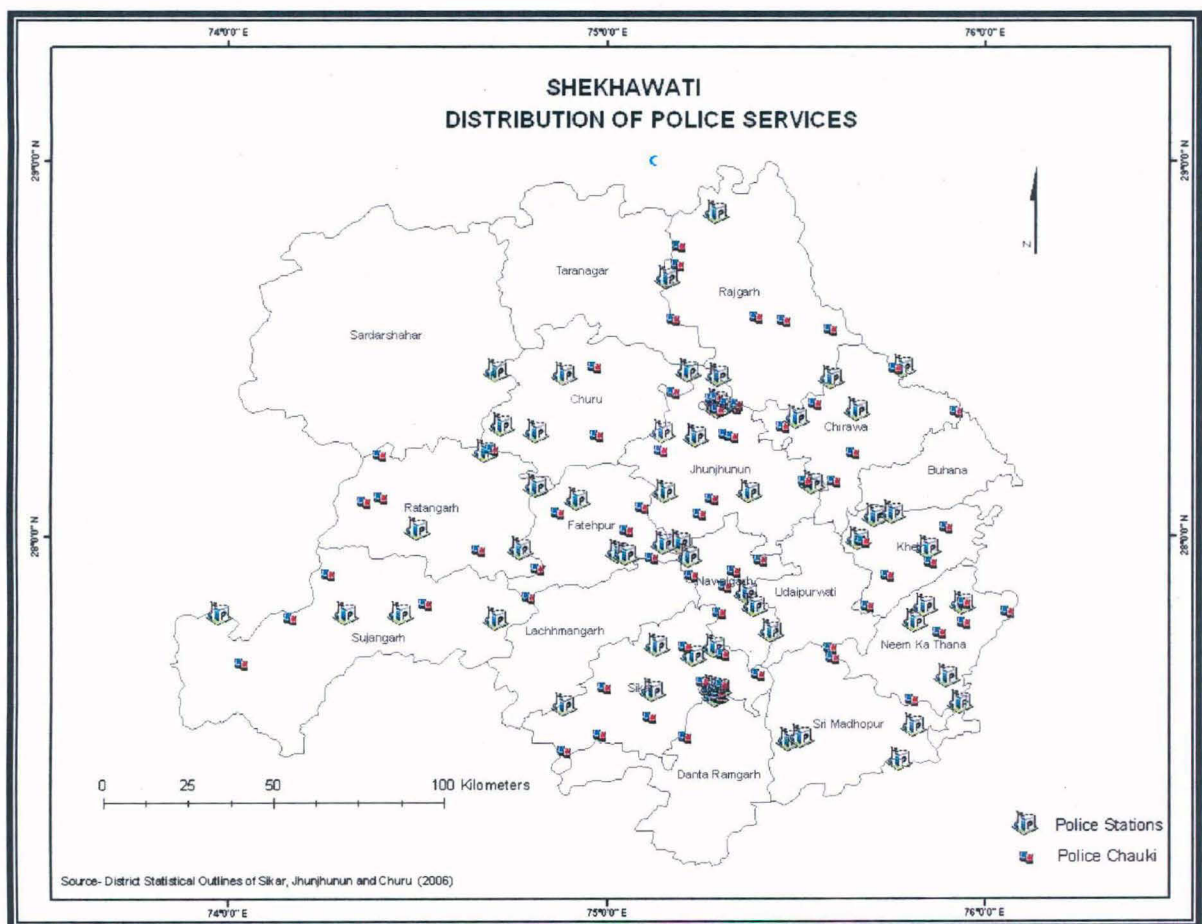 74°0'0" E 75°0'0" E 76°0'0" E
SHEKHAWATI
DISTRIBUTION OF POLICE SERVICES
29°0'0" N 29°0'0" N
N
Taranagar
Rajgarh
Sardarshahar
Churu
Chirawa
Jhunjhunun
Buhana
Ratangarh
Fatehpur
28°0'0" N 28°0'0" N
Udaipurwati
Lachhmangarh
Sujangarh
Neem Ka Thana
Sri Madhopur
Danta Ramgarh
0 25 50 100 Kilometers
Police Stations
Police Chauki
Source- District Statistical Outlines of Sikar, Jhunjhunun and Churu (2006)
74°0'0" E 75°0'0" E 76°0'0" E